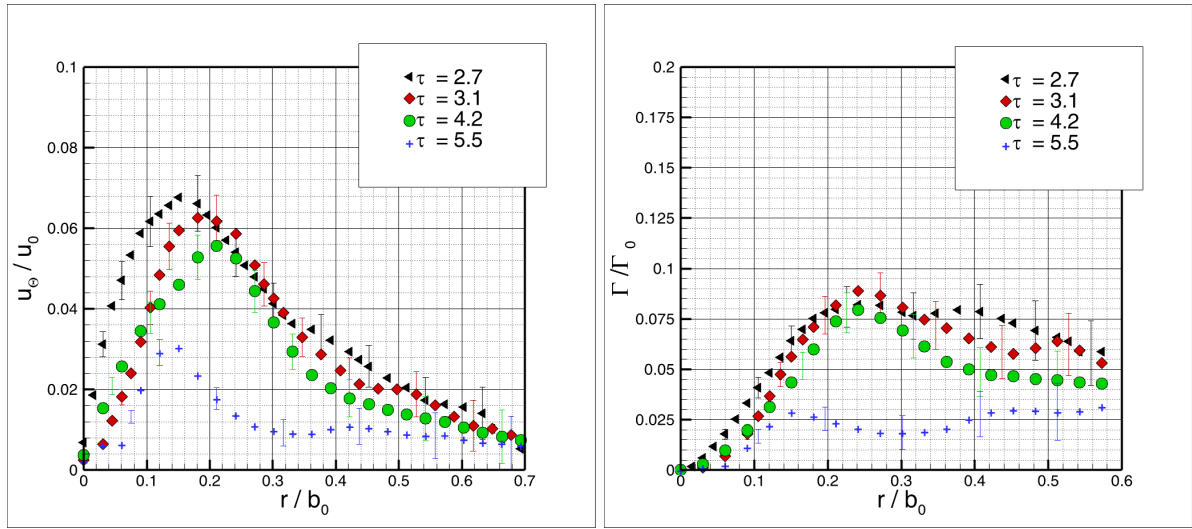 τ = 2.7
τ = 3.1
τ = 4.2
τ = 5.5
0.1
0.08
0.06
0.04
0.02
0
u_Θ / u_0
0 0.1 0.2 0.3 0.4 0.5 0.6 0.7
r / b_0
τ = 2.7
τ = 3.1
τ = 4.2
τ = 5.5
0.2
0.175
0.15
0.125
0.1
0.075
0.05
0.025
0
Γ / Γ_0
0 0.1 0.2 0.3 0.4 0.5 0.6
r / b_0